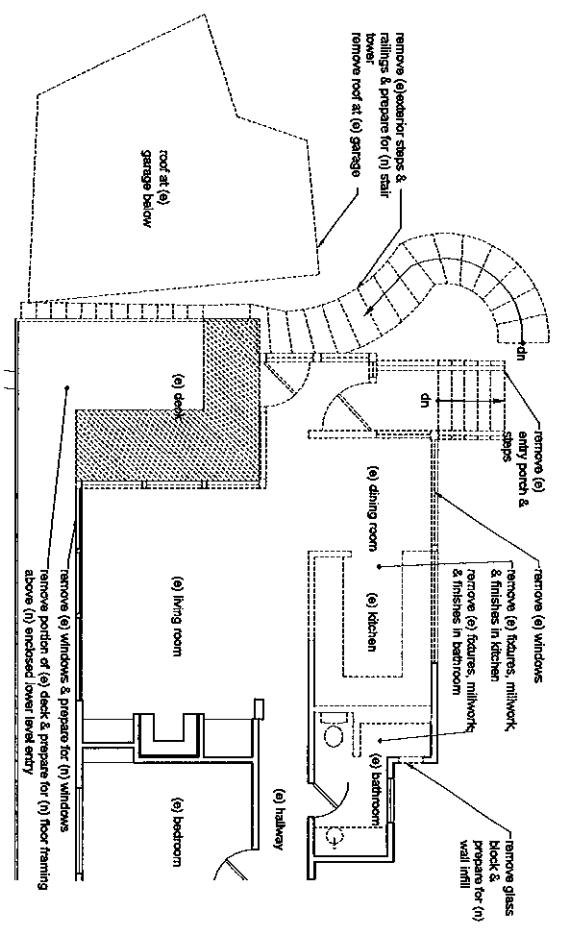 remove (e)exterior steps &
railings & prepare for (n) stair
tower
remove roof at (e) garage
roof at (e)
garage below
dn
dn
remove (e)
entry porch &
steps
remove (e) windows
remove (e) fixtures, millwork,
& finishes in kitchen
remove (e) fixtures, millwork,
& finishes in bathroom
remove glass
block &
prepare for (n)
wall infill
(e) dining room
(e) kitchen
(e) bathroom
(e) deck
(e) living room
(e) hallway
(e) bedroom
remove (e) windows & prepare for (n) windows
remove portion of (e) deck & prepare for (n) floor framing
above (n) enclosed lower level entry